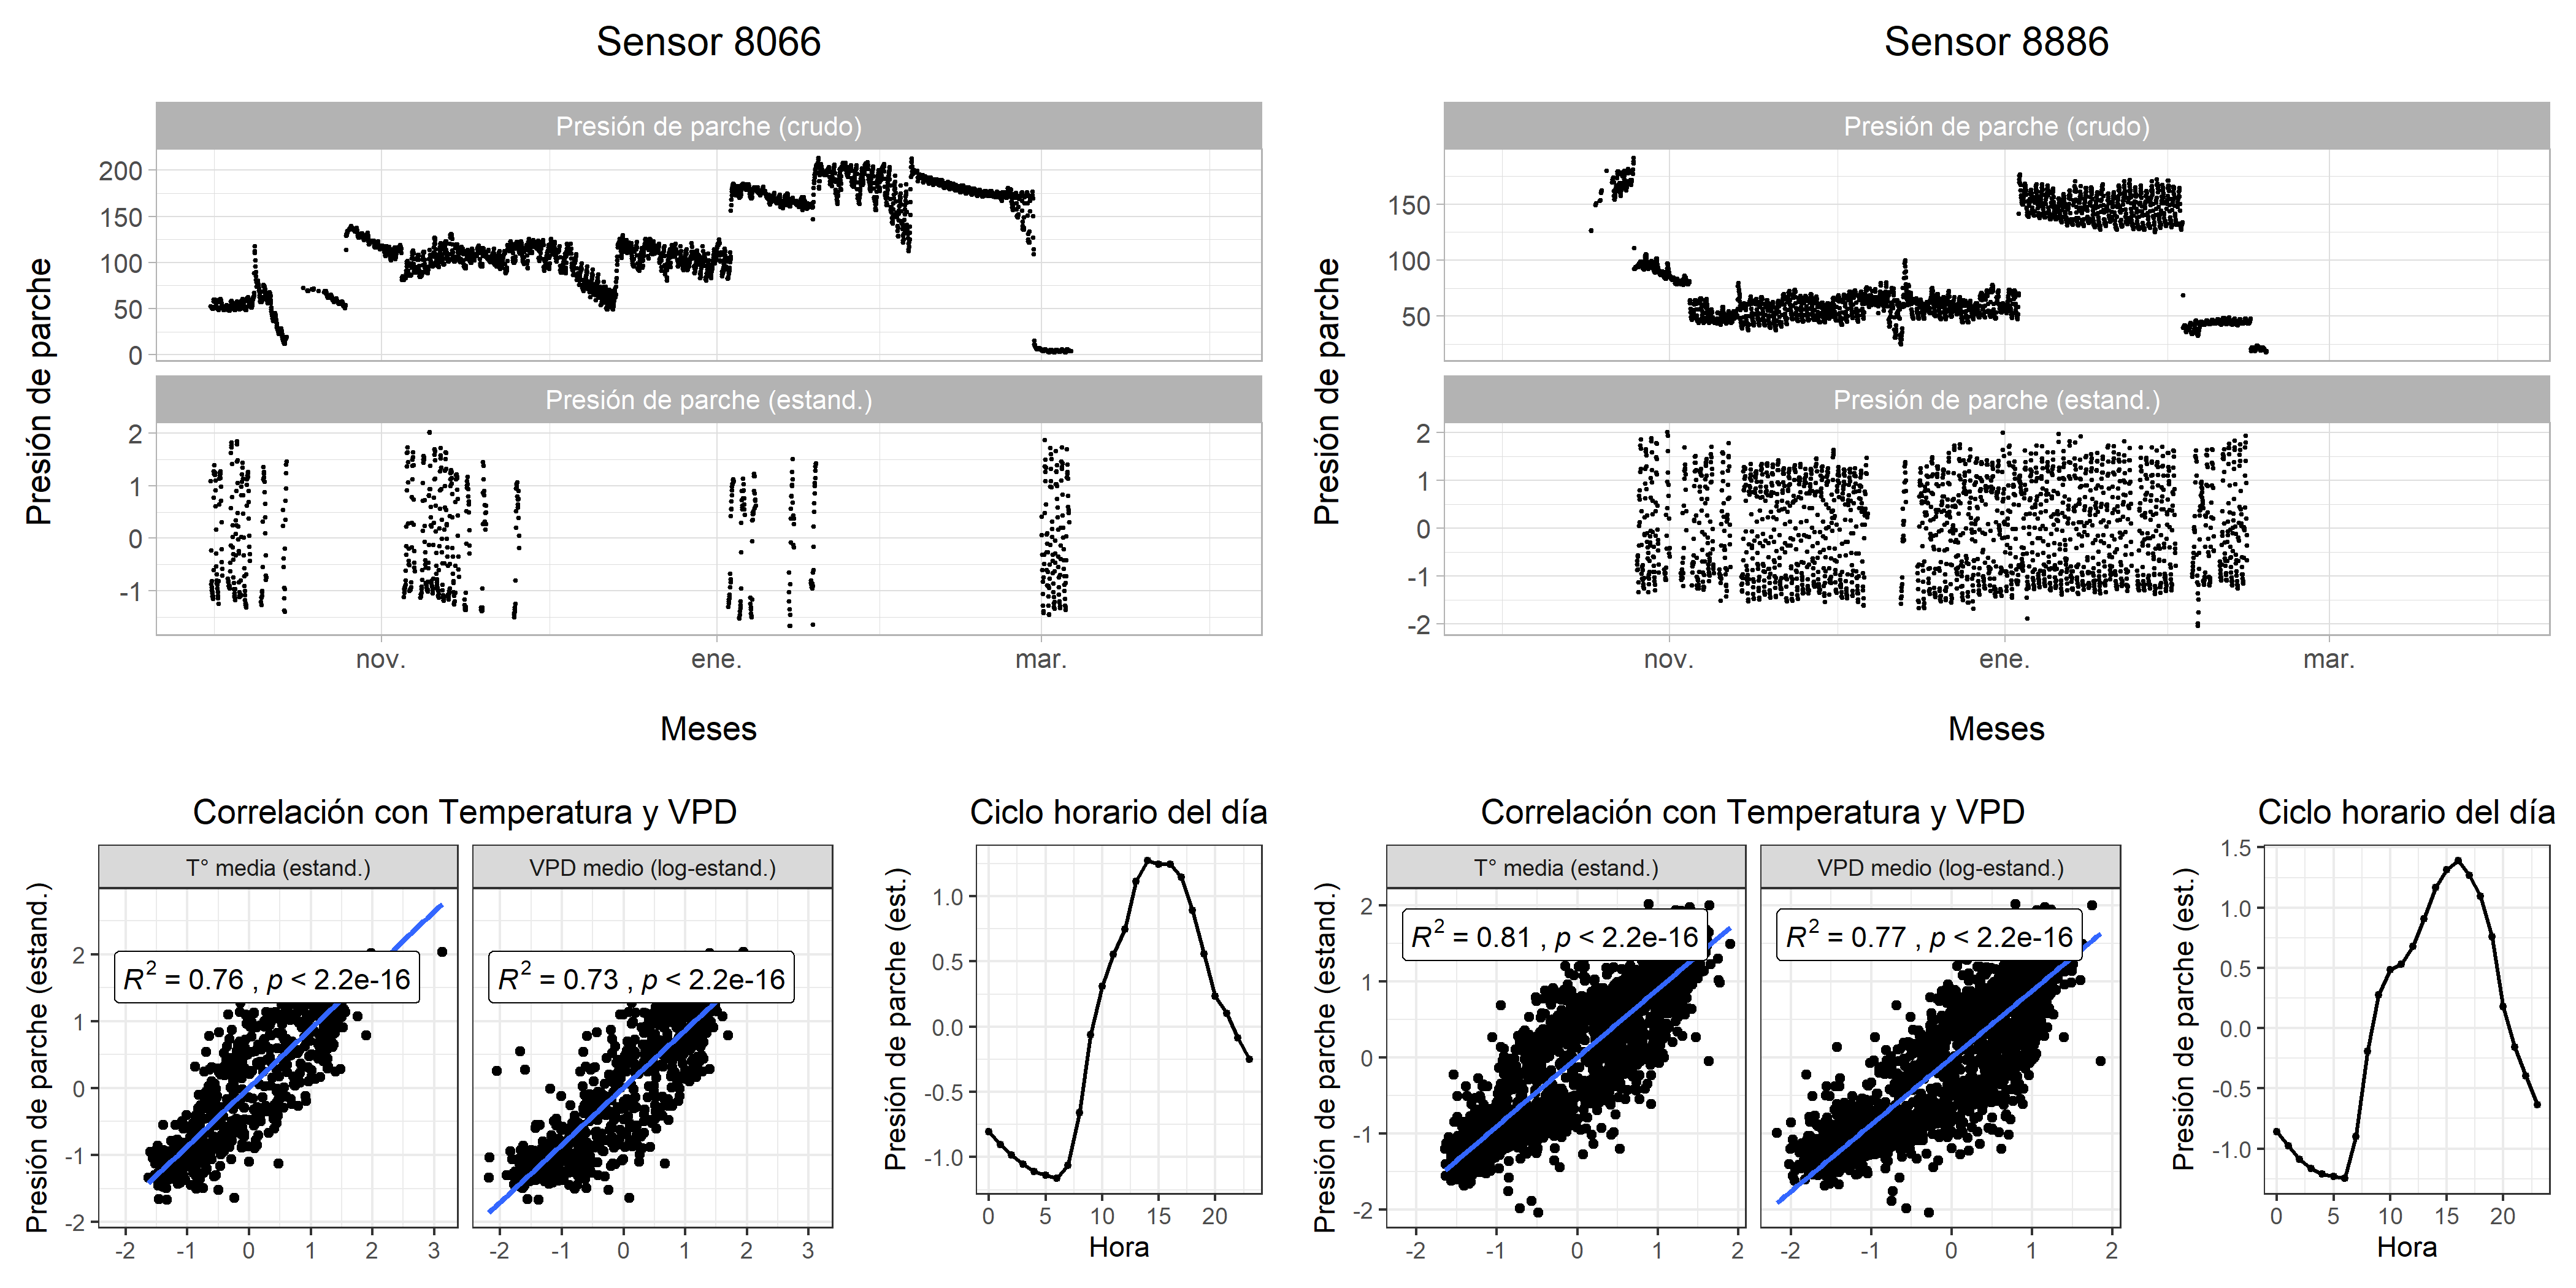 Sensor 8066
Presión de parche (crudo)
200
150
100
50
0
Presión de parche (estand.)
2
1
0
-1
nov.
ene.
mar.
Presión de parche
Meses
Correlación con Temperatura y VPD
T° media (estand.)
VPD medio (log-estand.)
R² = 0.76 , p < 2.2e-16
R² = 0.73 , p < 2.2e-16
2
1
0
-1
-2
-2 -1 0 1 2 3
-2 -1 0 1 2 3
Presión de parche (estand.)
Ciclo horario del día
1.0
0.5
0.0
-0.5
-1.0
0 5 10 15 20
Presión de parche (est.)
Hora
Sensor 8886
Presión de parche (crudo)
150
100
50
Presión de parche (estand.)
2
1
0
-1
-2
nov.
ene.
mar.
Presión de parche
Meses
Correlación con Temperatura y VPD
T° media (estand.)
VPD medio (log-estand.)
R² = 0.81 , p < 2.2e-16
R² = 0.77 , p < 2.2e-16
2
1
0
-1
-2
-2 -1 0 1 2
-2 -1 0 1 2
Presión de parche (estand.)
Ciclo horario del día
1.5
1.0
0.5
0.0
-0.5
-1.0
0 5 10 15 20
Presión de parche (est.)
Hora